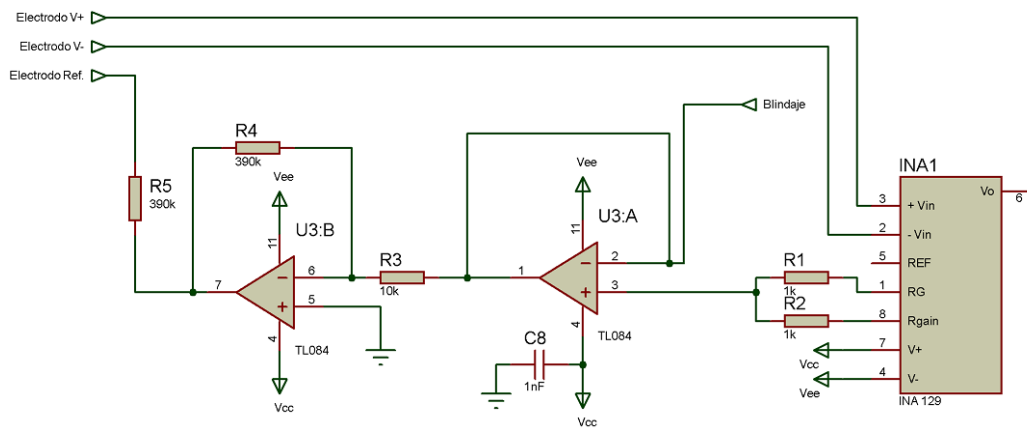 Electrodo V+
Electrodo V-
Electrodo Ref.
Blindaje
R4
390k
Vee
Vee
INA1
R5
390k
U3:B
U3:A
Vo
6
3
+ Vin
2
- Vin
11
11
5
REF
R3
10k
R1
1k
1
RG
R2
1k
8
Rgain
7
6
5
4
1
2
3
4
TL084
TL084
C8
1nF
Vcc
Vcc
7
V+
Vcc
4
V-
Vee
INA 129